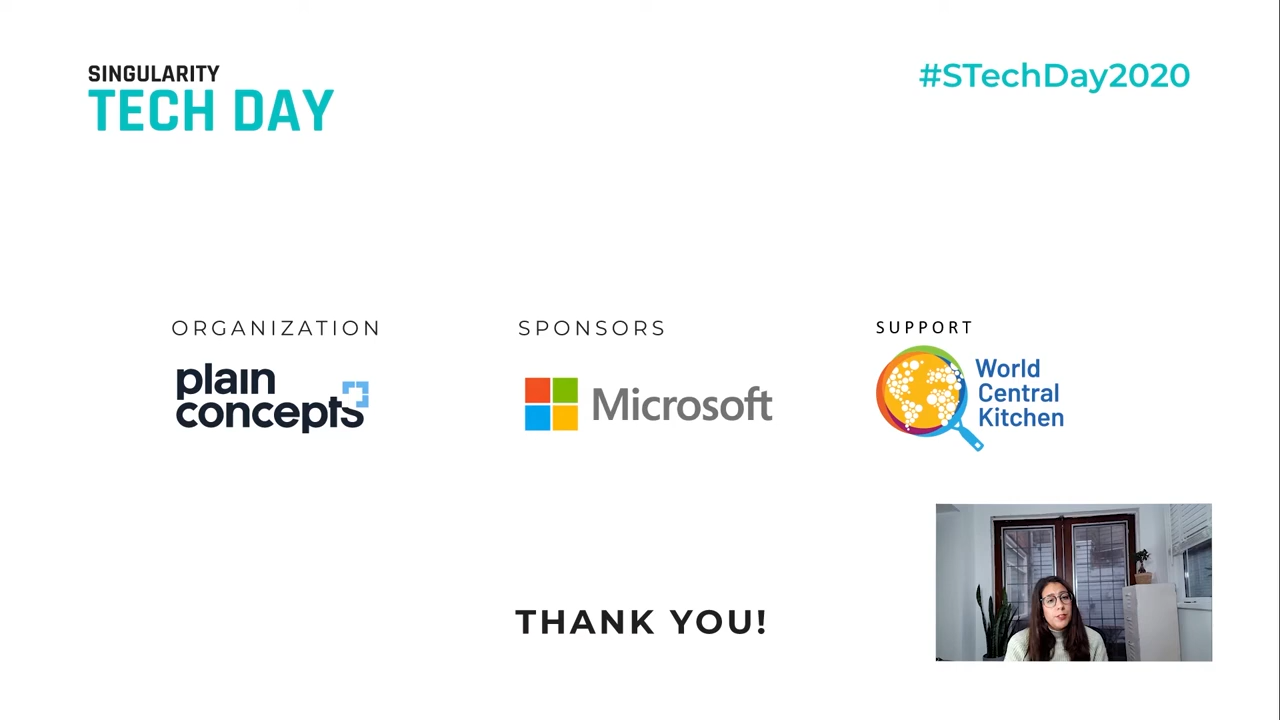 SINGULARITY
TECH DAY
#STechDay2020
ORGANIZATION
plain
concepts
SPONSORS
Microsoft
SUPPORT
World
Central
Kitchen
THANK YOU!